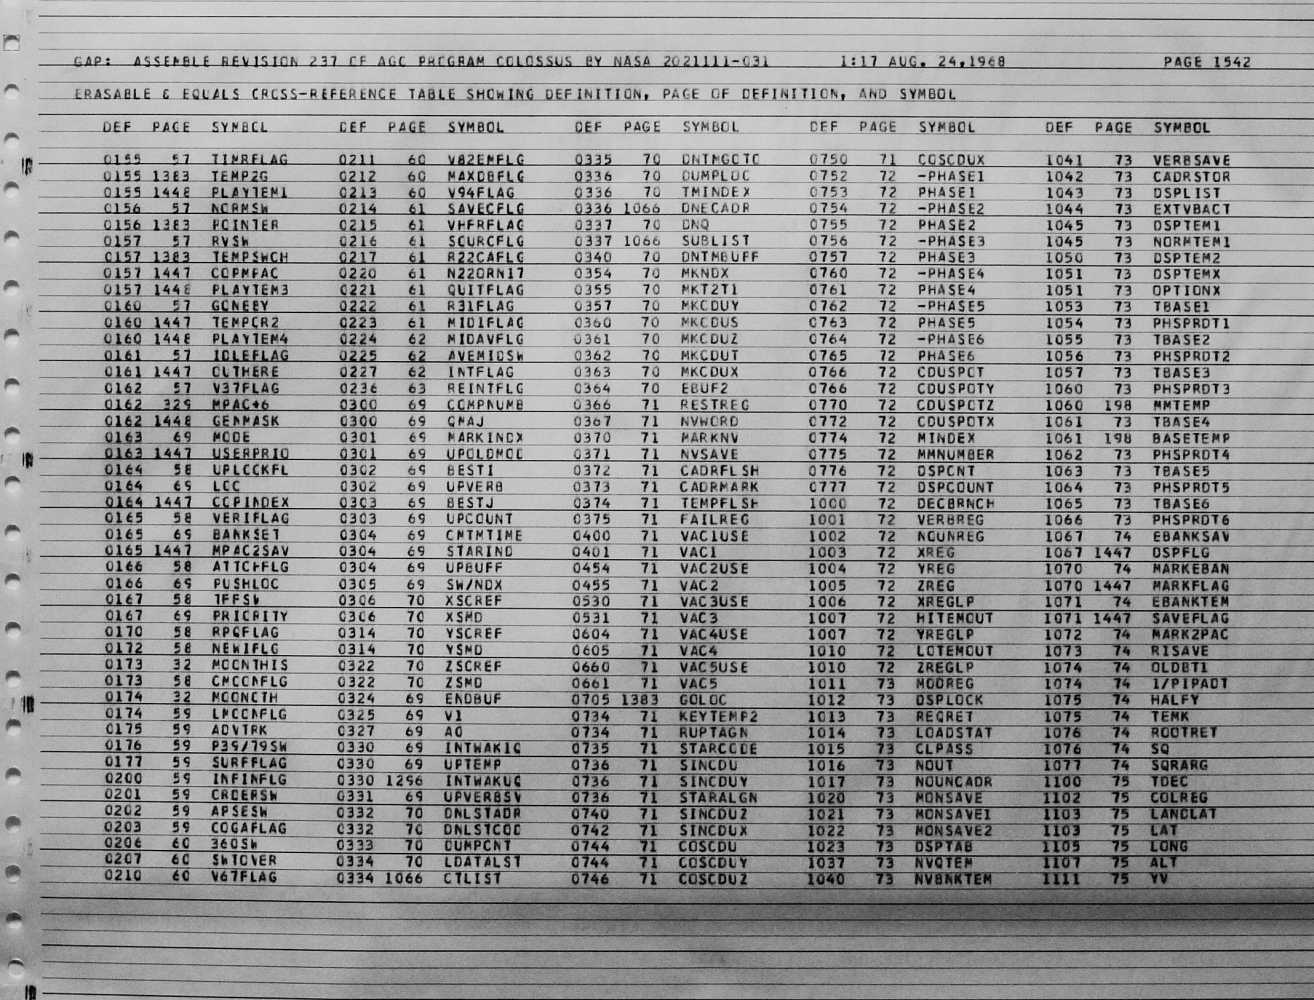 GAP: ASSEMBLE REVISION 237 OF AGC PROGRAM COLOSSUS BY NASA 2021111-031 1:17 AUG. 24,1968 PAGE 1542
ERASABLE & EQUALS CROSS-REFERENCE TABLE SHOWING DEFINITION, PAGE OF DEFINITION, AND SYMBOL
DEF PAGE SYMBOL DEF PAGE SYMBOL DEF PAGE SYMBOL DEF PAGE SYMBOL DEF PAGE SYMBOL
0155 57 TIMRFLAG 0211 60 V82EMFLG 0335 70 DNTMGOTO 0750 71 COSCDUX 1041 73 VERBSAVE
0155 1383 TEMP2G 0212 60 MAXDBFLG 0336 70 DUMPLOC 0752 72 -PHASE1 1042 73 CADRSTOR
0155 1448 PLAYTEM1 0213 60 V94FLAG 0336 70 TMINDEX 0753 72 PHASE1 1043 73 DSPLIST
0156 57 NORMSW 0214 61 SAVECFLG 0336 1066 DNECADR 0754 72 -PHASE2 1044 73 EXTVBACT
0156 1383 POINTER 0215 61 VHFRFLAG 0337 70 DNQ 0755 72 PHASE2 1045 73 DSPTEM1
0157 57 RVSW 0216 61 SOURCFLG 0337 1066 SUBLIST 0756 72 -PHASE3 1045 73 NORMTEM1
0157 1383 TEMPSWCH 0217 61 R22CAFLG 0340 70 DNTMBUFF 0757 72 PHASE3 1050 73 DSPTEM2
0157 1447 COPMPAC 0220 61 N22ORN17 0354 70 MKNDX 0760 72 -PHASE4 1051 73 DSPTEMX
0157 1448 PLAYTEM3 0221 61 QUITFLAG 0355 70 MKT2T1 0761 72 PHASE4 1051 73 OPTIONX
0160 57 GONEBY 0222 61 R31FLAG 0357 70 MKCDUY 0762 72 -PHASE5 1053 73 TBASE1
0160 1447 TEMPOR2 0223 61 MID1FLAG 0360 70 MKCDUS 0763 72 PHASE5 1054 73 PHSPRDT1
0160 1448 PLAYTEM4 0224 62 MIDAVFLG 0361 70 MKCDUZ 0764 72 -PHASE6 1055 73 TBASE2
0161 57 IDLEFLAG 0225 62 AVEMIDSW 0362 70 MKCDUT 0765 72 PHASE6 1056 73 PHSPRDT2
0161 1447 OUTHERE 0227 62 INTFLAG 0363 70 MKCDUX 0766 72 CDUSPOT 1057 73 TBASE3
0162 57 V37FLAG 0236 63 REINTFLG 0364 70 EBUF2 0766 72 CDUSPOTY 1060 73 PHSPRDT3
0162 329 MPAC+6 0300 69 COMPNUMB 0366 71 RESTREG 0770 72 CDUSPOTZ 1060 198 MMTEMP
0162 1448 GENMASK 0300 69 GMAJ 0367 71 NVWORD 0772 72 CDUSPOTX 1061 73 TBASE4
0163 69 MODE 0301 69 MARKINDX 0370 71 MARKNV 0774 72 MINDEX 1061 198 BASETEMP
0163 1447 USERPRIO 0301 69 UPOLDMOD 0371 71 NVSAVE 0775 72 MMNUMBER 1062 73 PHSPRDT4
0164 58 UPLOCKFL 0302 69 BESTI 0372 71 CADRFLSH 0776 72 DSPCNT 1063 73 TBASE5
0164 69 LOC 0302 69 UPVERB 0373 71 CADRMARK 0777 72 DSPCOUNT 1064 73 PHSPRDT5
0164 1447 COPINDEX 0303 69 BESTJ 0374 71 TEMPFLSH 1000 72 DECBRNCH 1065 73 TBASE6
0165 58 VERIFLAG 0303 69 UPCOUNT 0375 71 FAILREG 1001 72 VERBREG 1066 73 PHSPRDT6
0165 69 BANKSET 0304 69 CMTMTIME 0400 71 VAC1USE 1002 72 NOUNREG 1067 74 EBANKSAV
0165 1447 MPAC2SAV 0304 69 STARIND 0401 71 VAC1 1003 72 XREG 1067 1447 DSPFLG
0166 58 ATTCHFLG 0304 69 UPBUFF 0454 71 VAC2USE 1004 72 YREG 1070 74 MARKEBAN
0166 69 PUSHLOC 0305 69 SW/NDX 0455 71 VAC2 1005 72 ZREG 1070 1447 MARKFLAG
0167 58 TFFSW 0306 70 XSCREF 0530 71 VAC3USE 1006 72 XREGLP 1071 74 EBANKTEM
0167 69 PRIORITY 0306 70 XSMD 0531 71 VAC3 1007 72 HITEMOUT 1071 1447 SAVEFLAG
0170 58 RPQFLAG 0314 70 YSCREF 0604 71 VAC4USE 1007 72 YREGLP 1072 74 MARK2PAC
0172 58 NEWIFLG 0314 70 YSMD 0605 71 VAC4 1010 72 LOTEMOUT 1073 74 RISAVE
0173 32 MOONTHIS 0322 70 ZSCREF 0660 71 VAC5USE 1010 72 ZREGLP 1074 74 OLDBT1
0173 58 CMOONFLG 0322 70 ZSMD 0661 71 VAC5 1011 73 MODREG 1074 74 1/PIPADT
0174 32 MOONOTH 0324 69 ENDBUF 0705 1383 GOLOC 1012 73 DSPLOCK 1075 74 HALFY
0174 59 LMOONFLG 0325 69 V1 0734 71 KEYTEMP2 1013 73 REQRET 1075 74 TEMK
0175 59 ADVTRK 0327 69 AO 0734 71 RUPTAGN 1014 73 LOADSTAT 1076 74 ROOTRET
0176 59 P39/79SW 0330 69 INTWAK1Q 0735 71 STARCODE 1015 73 CLPASS 1076 74 SQ
0177 59 SURFFLAG 0330 69 UPTEMP 0736 71 SINCDU 1016 73 NOUT 1077 74 SQRARG
0200 59 INFINFLG 0330 1296 INTWAKUQ 0736 71 SINCDUY 1017 73 NOUNCADR 1100 75 TDEC
0201 59 ORDERSW 0331 69 UPVERBSV 0736 71 STARALGN 1020 73 MONSAVE 1102 75 COLREG
0202 59 APSESW 0332 70 DNLSTADR 0740 71 SINCDUZ 1021 73 MONSAVE1 1103 75 LANDLAT
0203 59 COGAFLAG 0332 70 DNLSTCOD 0742 71 SINCDUX 1022 73 MONSAVE2 1103 75 LAT
0206 60 360SW 0333 70 DUMPCNT 0744 71 COSCDU 1023 73 DSPTAB 1105 75 LONG
0207 60 SWTOVER 0334 70 LDATALST 0744 71 COSCDUY 1037 73 NVQTEM 1107 75 ALT
0210 60 V67FLAG 0334 1066 CTLIST 0746 71 COSCDUZ 1040 73 NVBNKTEM 1111 75 YV